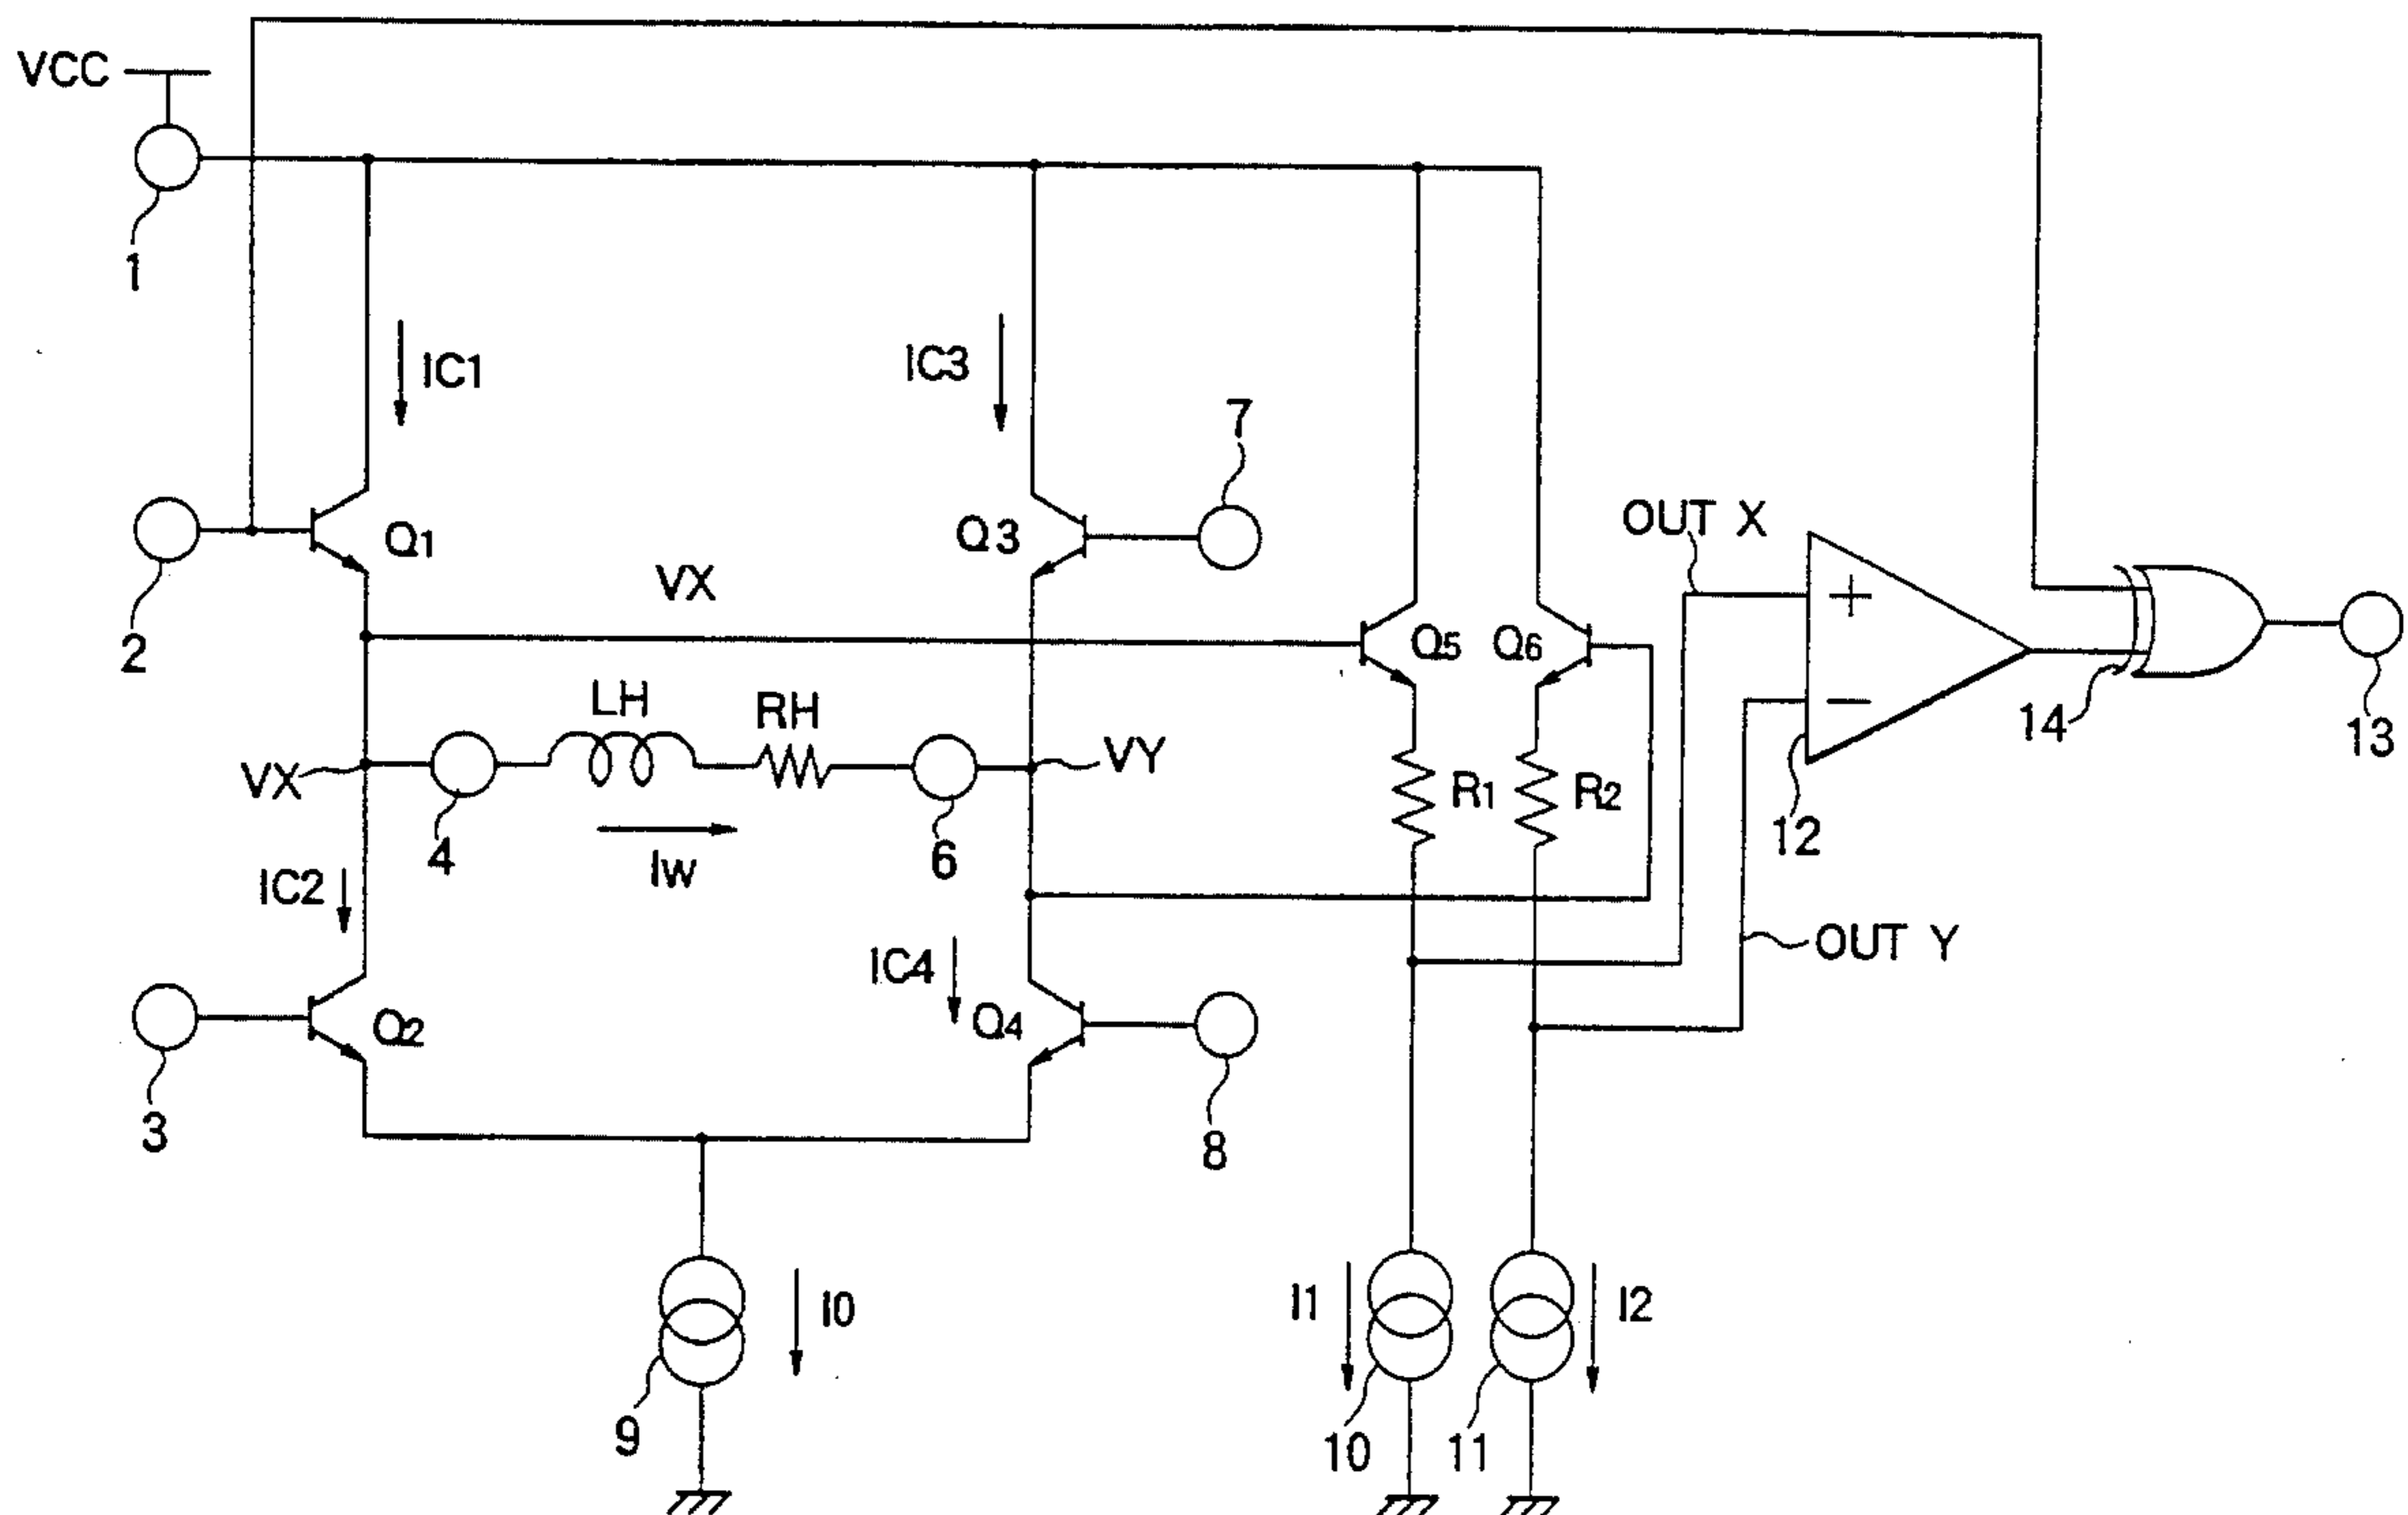 VCC
1
IC1
IC3
7
2
Q1
Q3
VX
OUT X
+
Q5
Q6
LH
RH
VX
VY
4
IW
6
R1
R2
−
14
13
12
IC2
IC4
OUT Y
3
Q2
Q4
8
I0
I1
I2
9
10
11